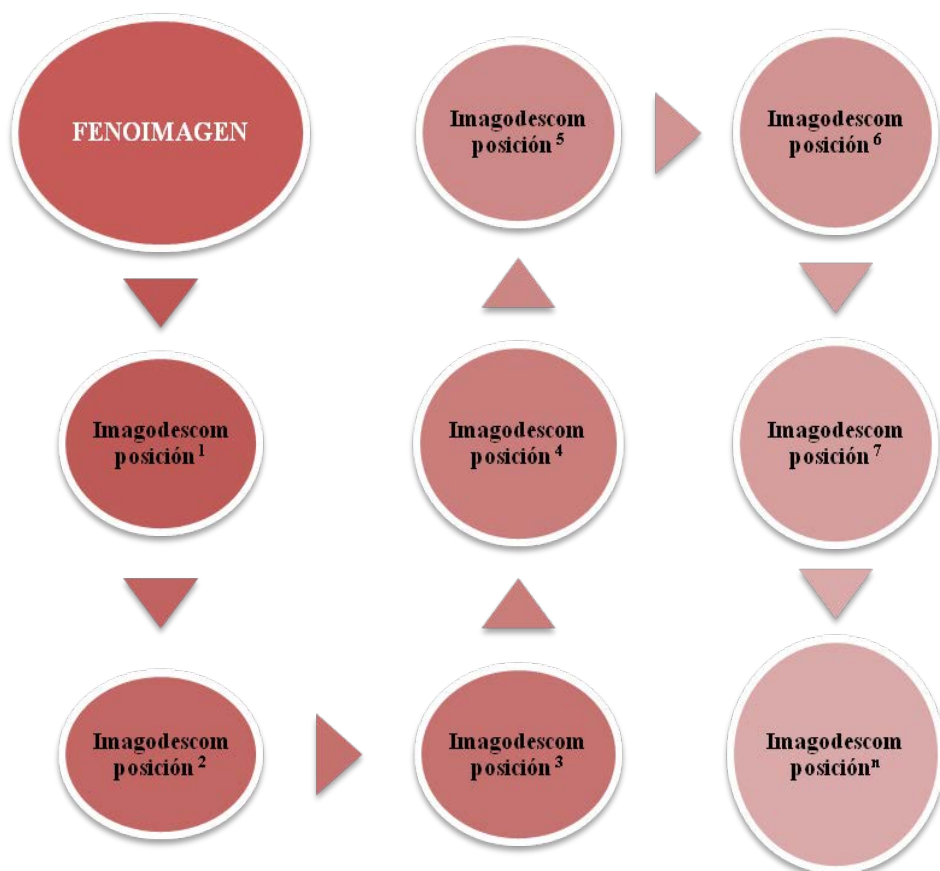 FENOIMAGEN
Imagodescom
posición 1
Imagodescom
posición 2
Imagodescom
posición 3
Imagodescom
posición 4
Imagodescom
posición 5
Imagodescom
posición 6
Imagodescom
posición 7
Imagodescom
posiciónⁿ